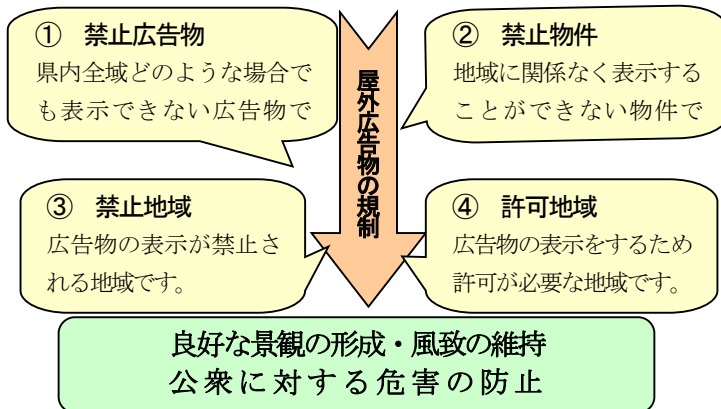 ① 禁止広告物
県内全域どのような場合で
も表示できない広告物で
② 禁止物件
地域に関係なく表示する
ことができない物件で
屋外広告物の規制
③ 禁止地域
広告物の表示が禁止さ
れる地域です。
④ 許可地域
広告物の表示をするため
許可が必要な地域です。
良好な景観の形成・風致の維持
公衆に対する危害の防止